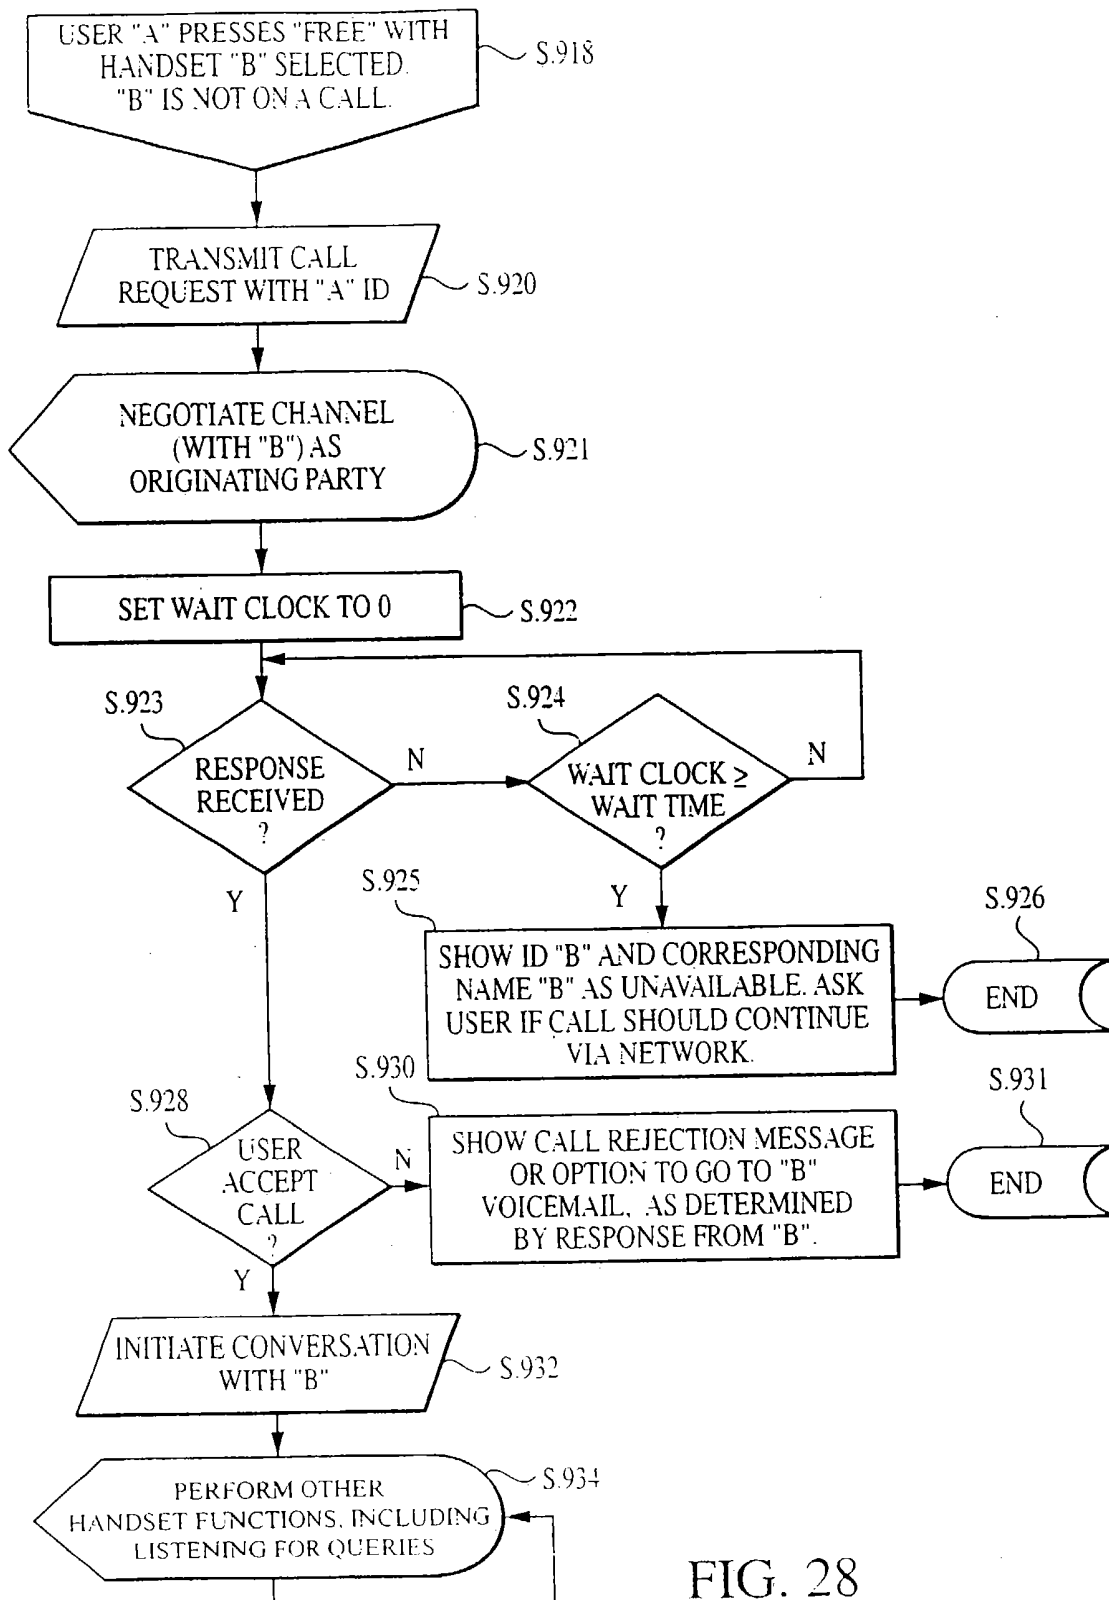 USER "A" PRESSES "FREE" WITH
HANDSET "B" SELECTED.
"B" IS NOT ON A CALL.
S.918
TRANSMIT CALL
REQUEST WITH "A" ID
S.920
NEGOTIATE CHANNEL
(WITH "B") AS
ORIGINATING PARTY
S.921
SET WAIT CLOCK TO 0
S.922
S.923
RESPONSE
RECEIVED
?
N
Y
S.924
WAIT CLOCK ≥
WAIT TIME
?
N
Y
S.925
SHOW ID "B" AND CORRESPONDING
NAME "B" AS UNAVAILABLE. ASK
USER IF CALL SHOULD CONTINUE
VIA NETWORK.
S.926
END
S.928
USER
ACCEPT
CALL
?
N
Y
S.930
SHOW CALL REJECTION MESSAGE
OR OPTION TO GO TO "B"
VOICEMAIL, AS DETERMINED
BY RESPONSE FROM "B".
S.931
END
INITIATE CONVERSATION
WITH "B"
S.932
PERFORM OTHER
HANDSET FUNCTIONS, INCLUDING
LISTENING FOR QUERIES
S.934
FIG. 28